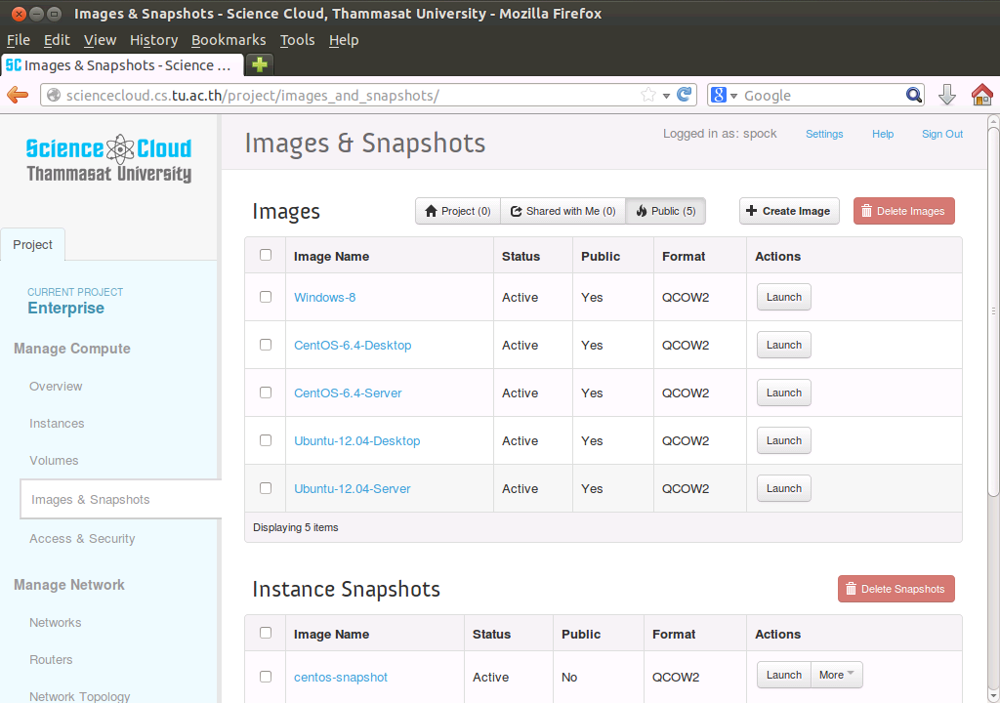 Images & Snapshots - Science Cloud, Thammasat University - Mozilla Firefox
File Edit View History Bookmarks Tools Help
SC Images & Snapshots - Science ...
sciencecloud.cs.tu.ac.th/project/images_and_snapshots/
8 Google
Science Cloud
Thammasat University
Images & Snapshots
Logged in as: spock Settings Help Sign Out
Project
CURRENT PROJECT
Enterprise
Manage Compute
Overview
Instances
Volumes
Images & Snapshots
Access & Security
Manage Network
Networks
Routers
Network Topology
Images
Project (0) Shared with Me (0) Public (5) Create Image Delete Images
Image Name Status Public Format Actions
Windows-8 Active Yes QCOW2 Launch
CentOS-6.4-Desktop Active Yes QCOW2 Launch
CentOS-6.4-Server Active Yes QCOW2 Launch
Ubuntu-12.04-Desktop Active Yes QCOW2 Launch
Ubuntu-12.04-Server Active Yes QCOW2 Launch
Displaying 5 items
Instance Snapshots Delete Snapshots
Image Name Status Public Format Actions
centos-snapshot Active No QCOW2 Launch More